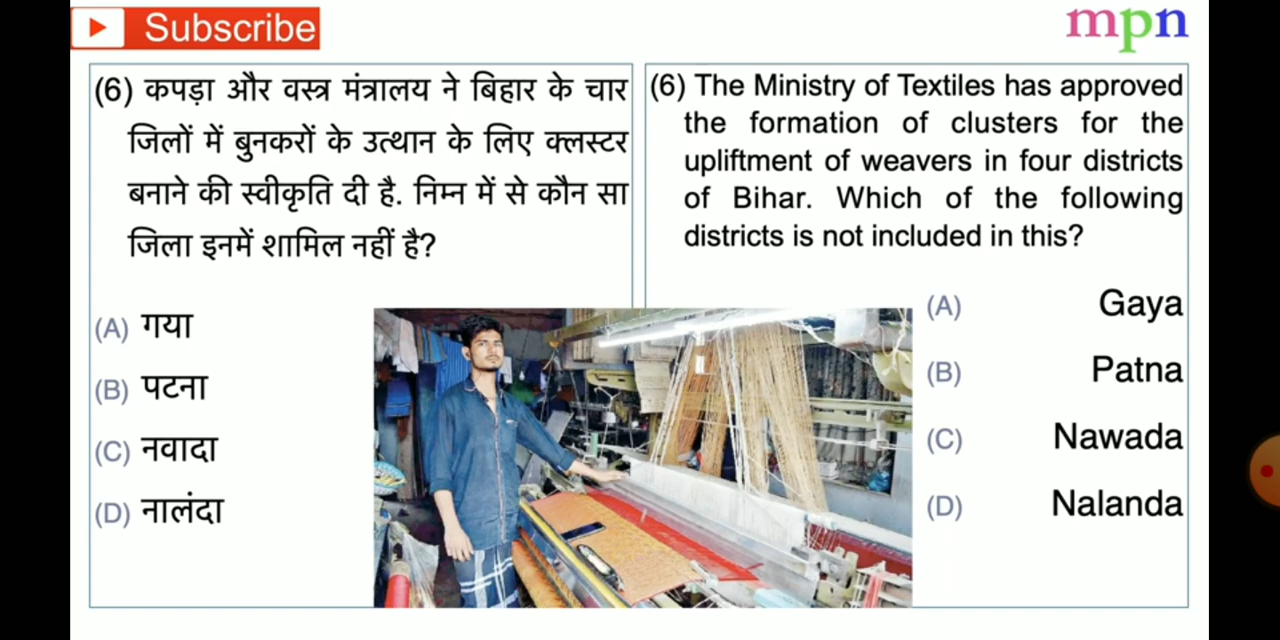 Subscribe
mpn
(6) कपड़ा और वस्त्र मंत्रालय ने बिहार के चार
जिलों में बुनकरों के उत्थान के लिए क्लस्टर
बनाने की स्वीकृति दी है. निम्न में से कौन सा
जिला इनमें शामिल नहीं है?
(A) गया
(B) पटना
(C) नवादा
(D) नालंदा
(6) The Ministry of Textiles has approved
the formation of clusters for the
upliftment of weavers in four districts
of Bihar. Which of the following
districts is not included in this?
(A) Gaya
(B) Patna
(C) Nawada
(D) Nalanda